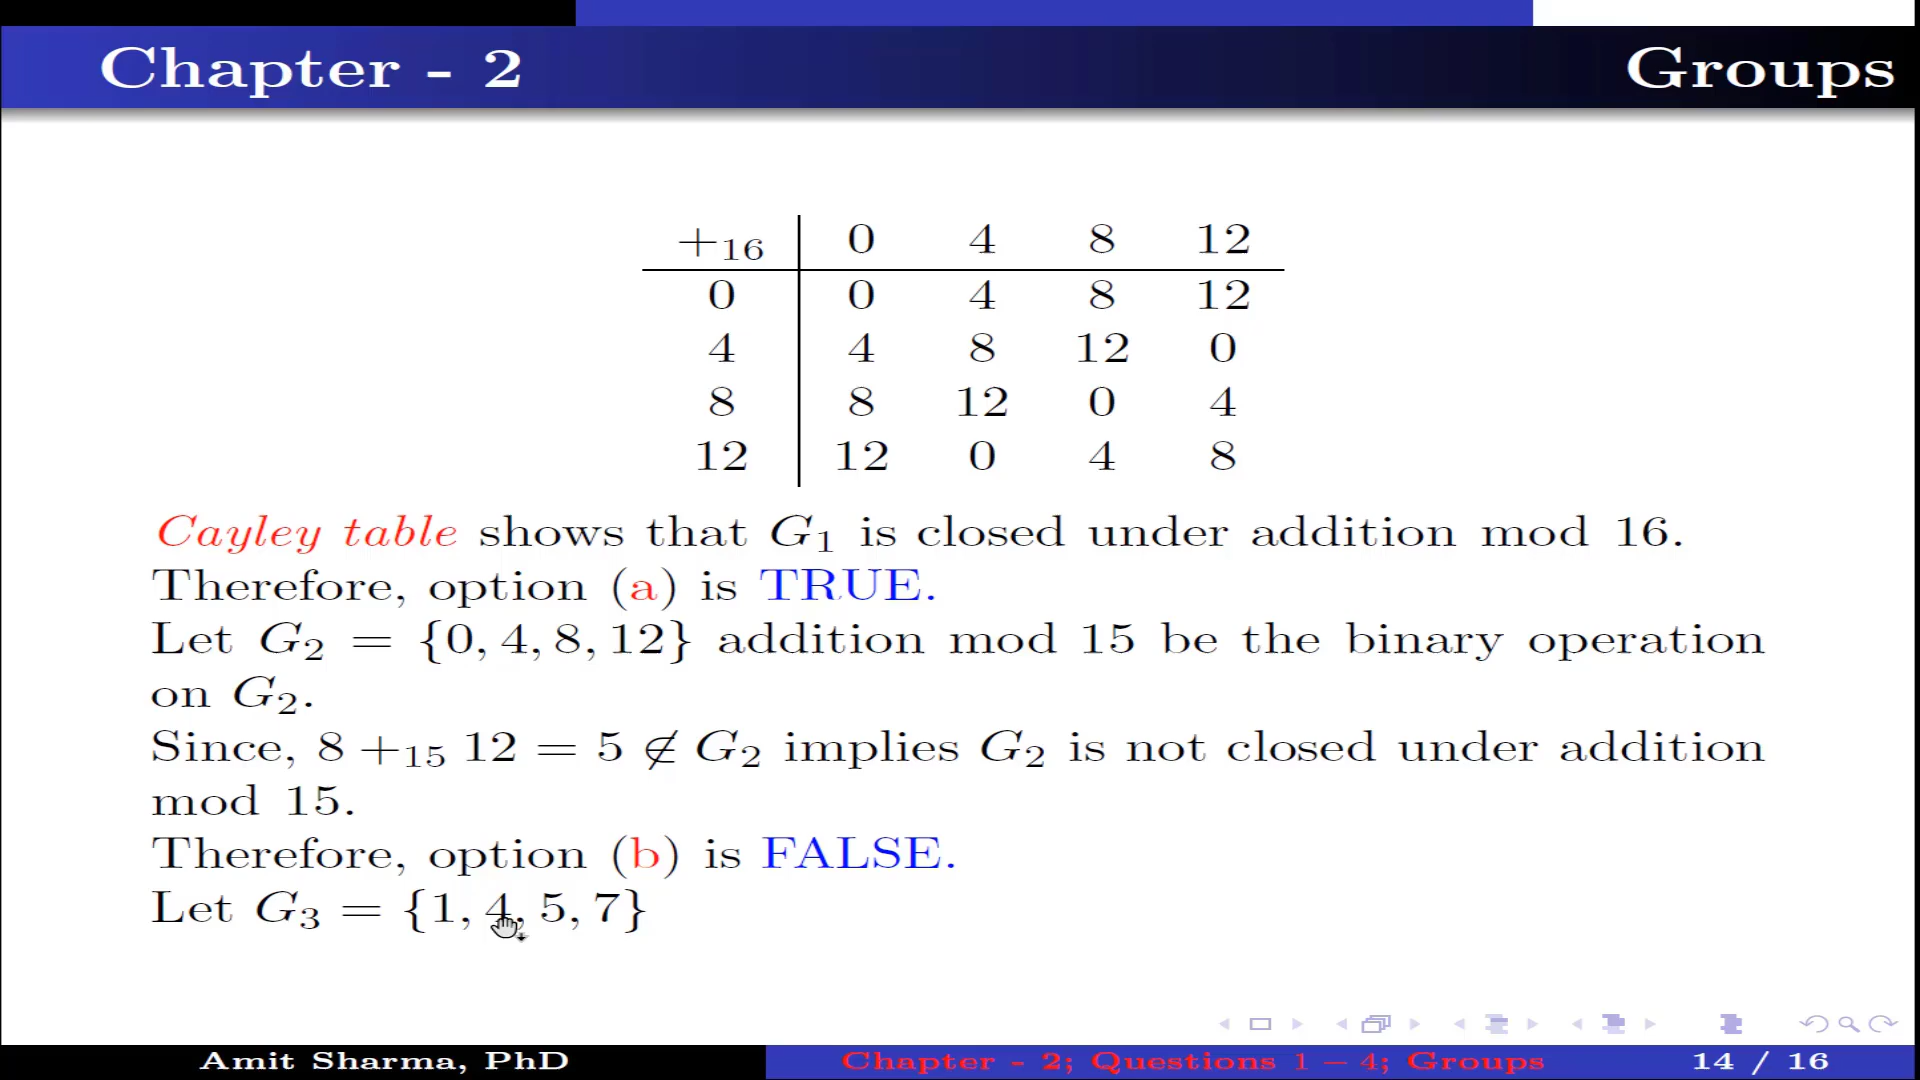 Chapter - 2 Groups
+₁₆ 0 4 8 12
0 0 4 8 12
4 4 8 12 0
8 8 12 0 4
12 12 0 4 8
Cayley table shows that G₁ is closed under addition mod 16.
Therefore, option (a) is TRUE.
Let G₂ = {0, 4, 8, 12} addition mod 15 be the binary operation
on G₂.
Since, 8 +₁₅ 12 = 5 ∉ G₂ implies G₂ is not closed under addition
mod 15.
Therefore, option (b) is FALSE.
Let G₃ = {1, 4, 5, 7}
Amit Sharma, PhD Chapter - 2; Questions 1 − 4; Groups 14 / 16